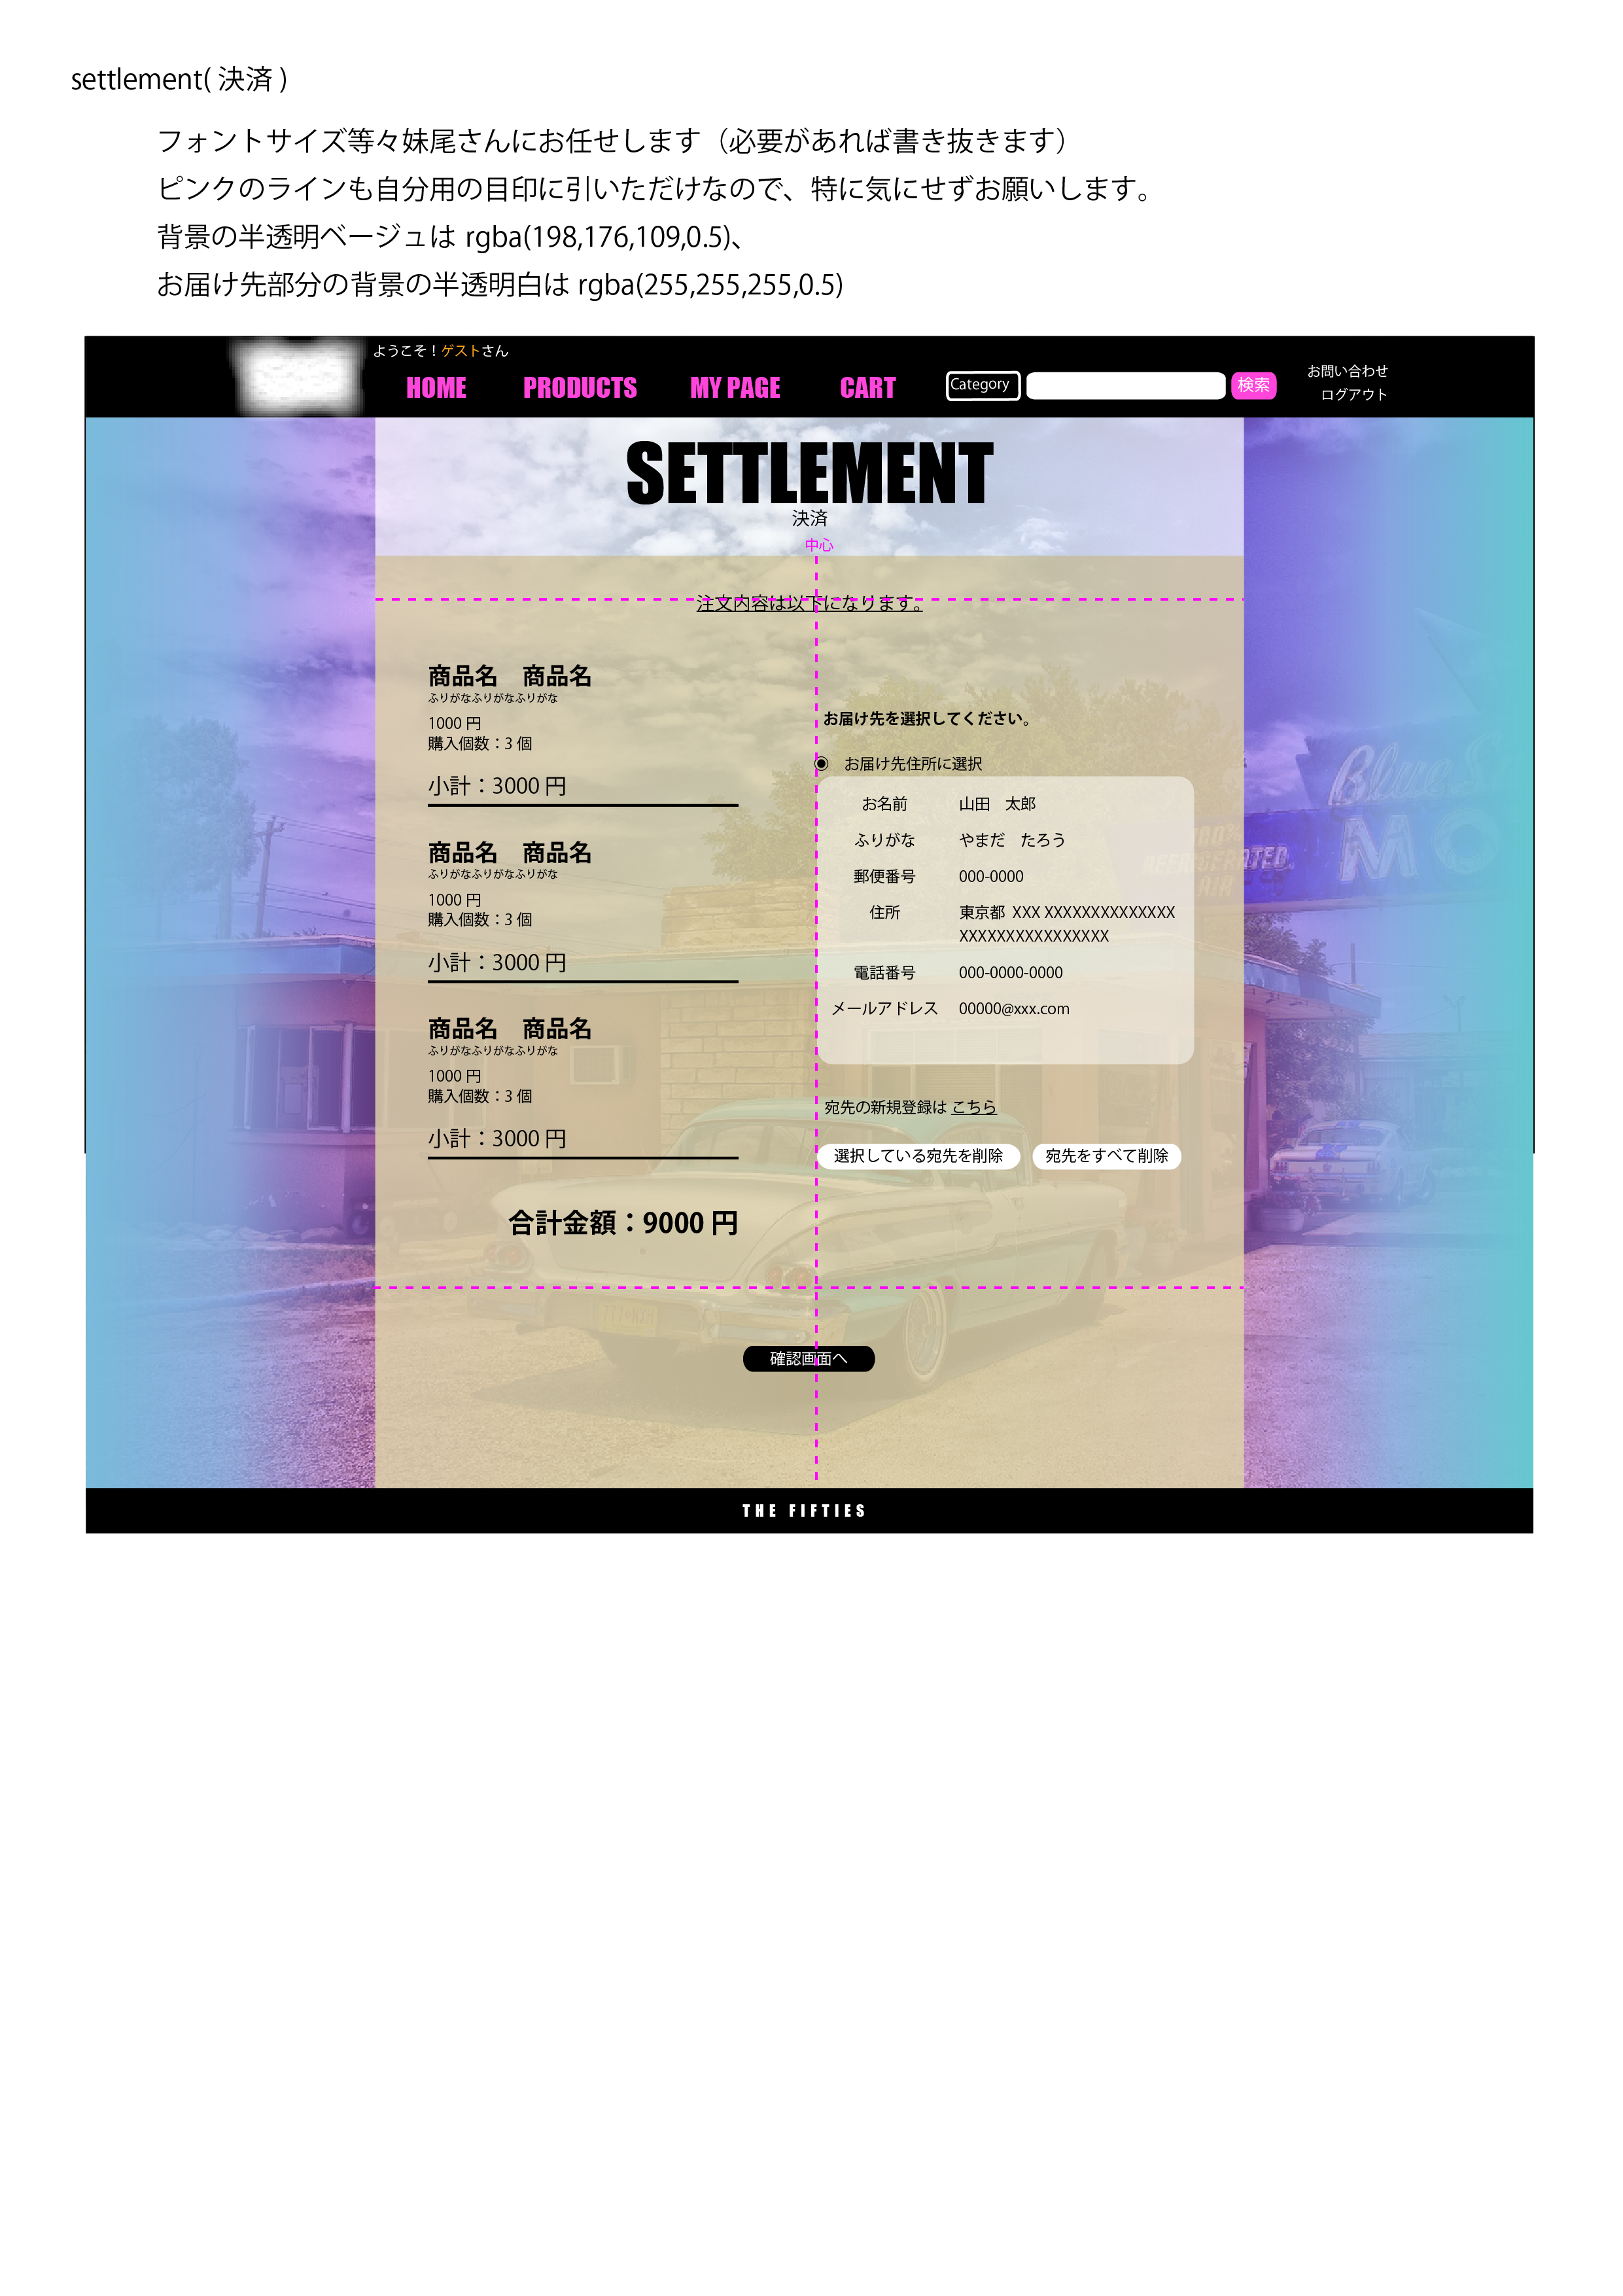 settlement( 決済 )
フォントサイズ等々妹尾さんにお任せします（必要があれば書き抜きます）
ピンクのラインも自分用の目印に引いただけなので、特に気にせずお願いします。
背景の半透明ベージュは rgba(198,176,109,0.5)、
お届け先部分の背景の半透明白は rgba(255,255,255,0.5)
ようこそ！ゲストさん
HOME PRODUCTS MY PAGE CART Category 検索
お問い合わせ
ログアウト
SETTLEMENT
決済
中心
注文内容は以下になります。
商品名　商品名
ふりがなふりがなふりがな
1000 円
購入個数：3 個
小計：3000 円
商品名　商品名
ふりがなふりがなふりがな
1000 円
購入個数：3 個
小計：3000 円
商品名　商品名
ふりがなふりがなふりがな
1000 円
購入個数：3 個
小計：3000 円
合計金額：9000 円
お届け先を選択してください。
お届け先住所に選択
お名前 山田　太郎
ふりがな やまだ　たろう
郵便番号 000-0000
住所 東京都 XXX XXXXXXXXXXXXXX
XXXXXXXXXXXXXXXX
電話番号 000-0000-0000
メールアドレス 00000@xxx.com
宛先の新規登録は こちら
選択している宛先を削除 宛先をすべて削除
Blue S
MO
100%
REFRIGERATED
AIR
確認画面へ
THE FIFTIES